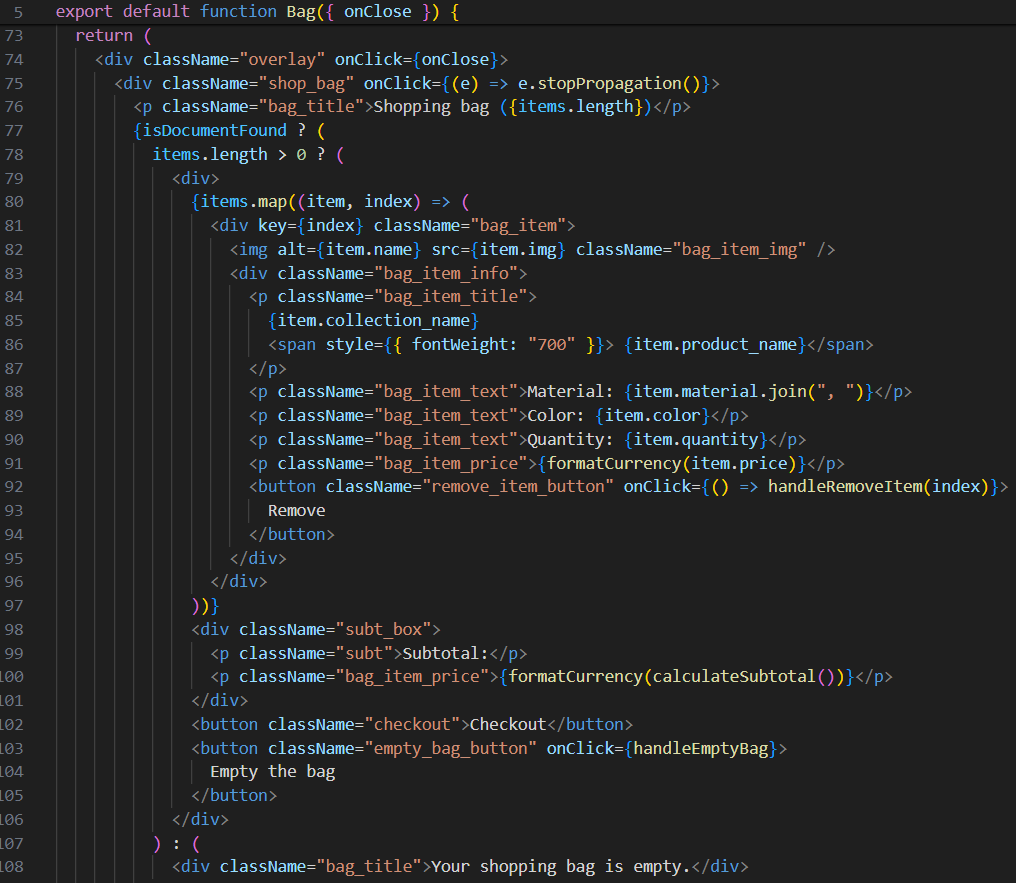 5 export default function Bag({ onClose }) {
73 return (
74 <div className="overlay" onClick={onClose}>
75 <div className="shop_bag" onClick={(e) => e.stopPropagation()}>
76 <p className="bag_title">Shopping bag ({items.length})</p>
77 {isDocumentFound ? (
78 items.length > 0 ? (
79 <div>
80 {items.map((item, index) => (
81 <div key={index} className="bag_item">
82 <img alt={item.name} src={item.img} className="bag_item_img" />
83 <div className="bag_item_info">
84 <p className="bag_item_title">
85 {item.collection_name}
86 <span style={{ fontWeight: "700" }}> {item.product_name}</span>
87 </p>
88 <p className="bag_item_text">Material: {item.material.join(", ")}</p>
89 <p className="bag_item_text">Color: {item.color}</p>
90 <p className="bag_item_text">Quantity: {item.quantity}</p>
91 <p className="bag_item_price">{formatCurrency(item.price)}</p>
92 <button className="remove_item_button" onClick={() => handleRemoveItem(index)}>
93 Remove
94 </button>
95 </div>
96 </div>
97 ))}
98 <div className="subt_box">
99 <p className="subt">Subtotal:</p>
100 <p className="bag_item_price">{formatCurrency(calculateSubtotal())}</p>
101 </div>
102 <button className="checkout">Checkout</button>
103 <button className="empty_bag_button" onClick={handleEmptyBag}>
104 Empty the bag
105 </button>
106 </div>
107 ) : (
108 <div className="bag_title">Your shopping bag is empty.</div>